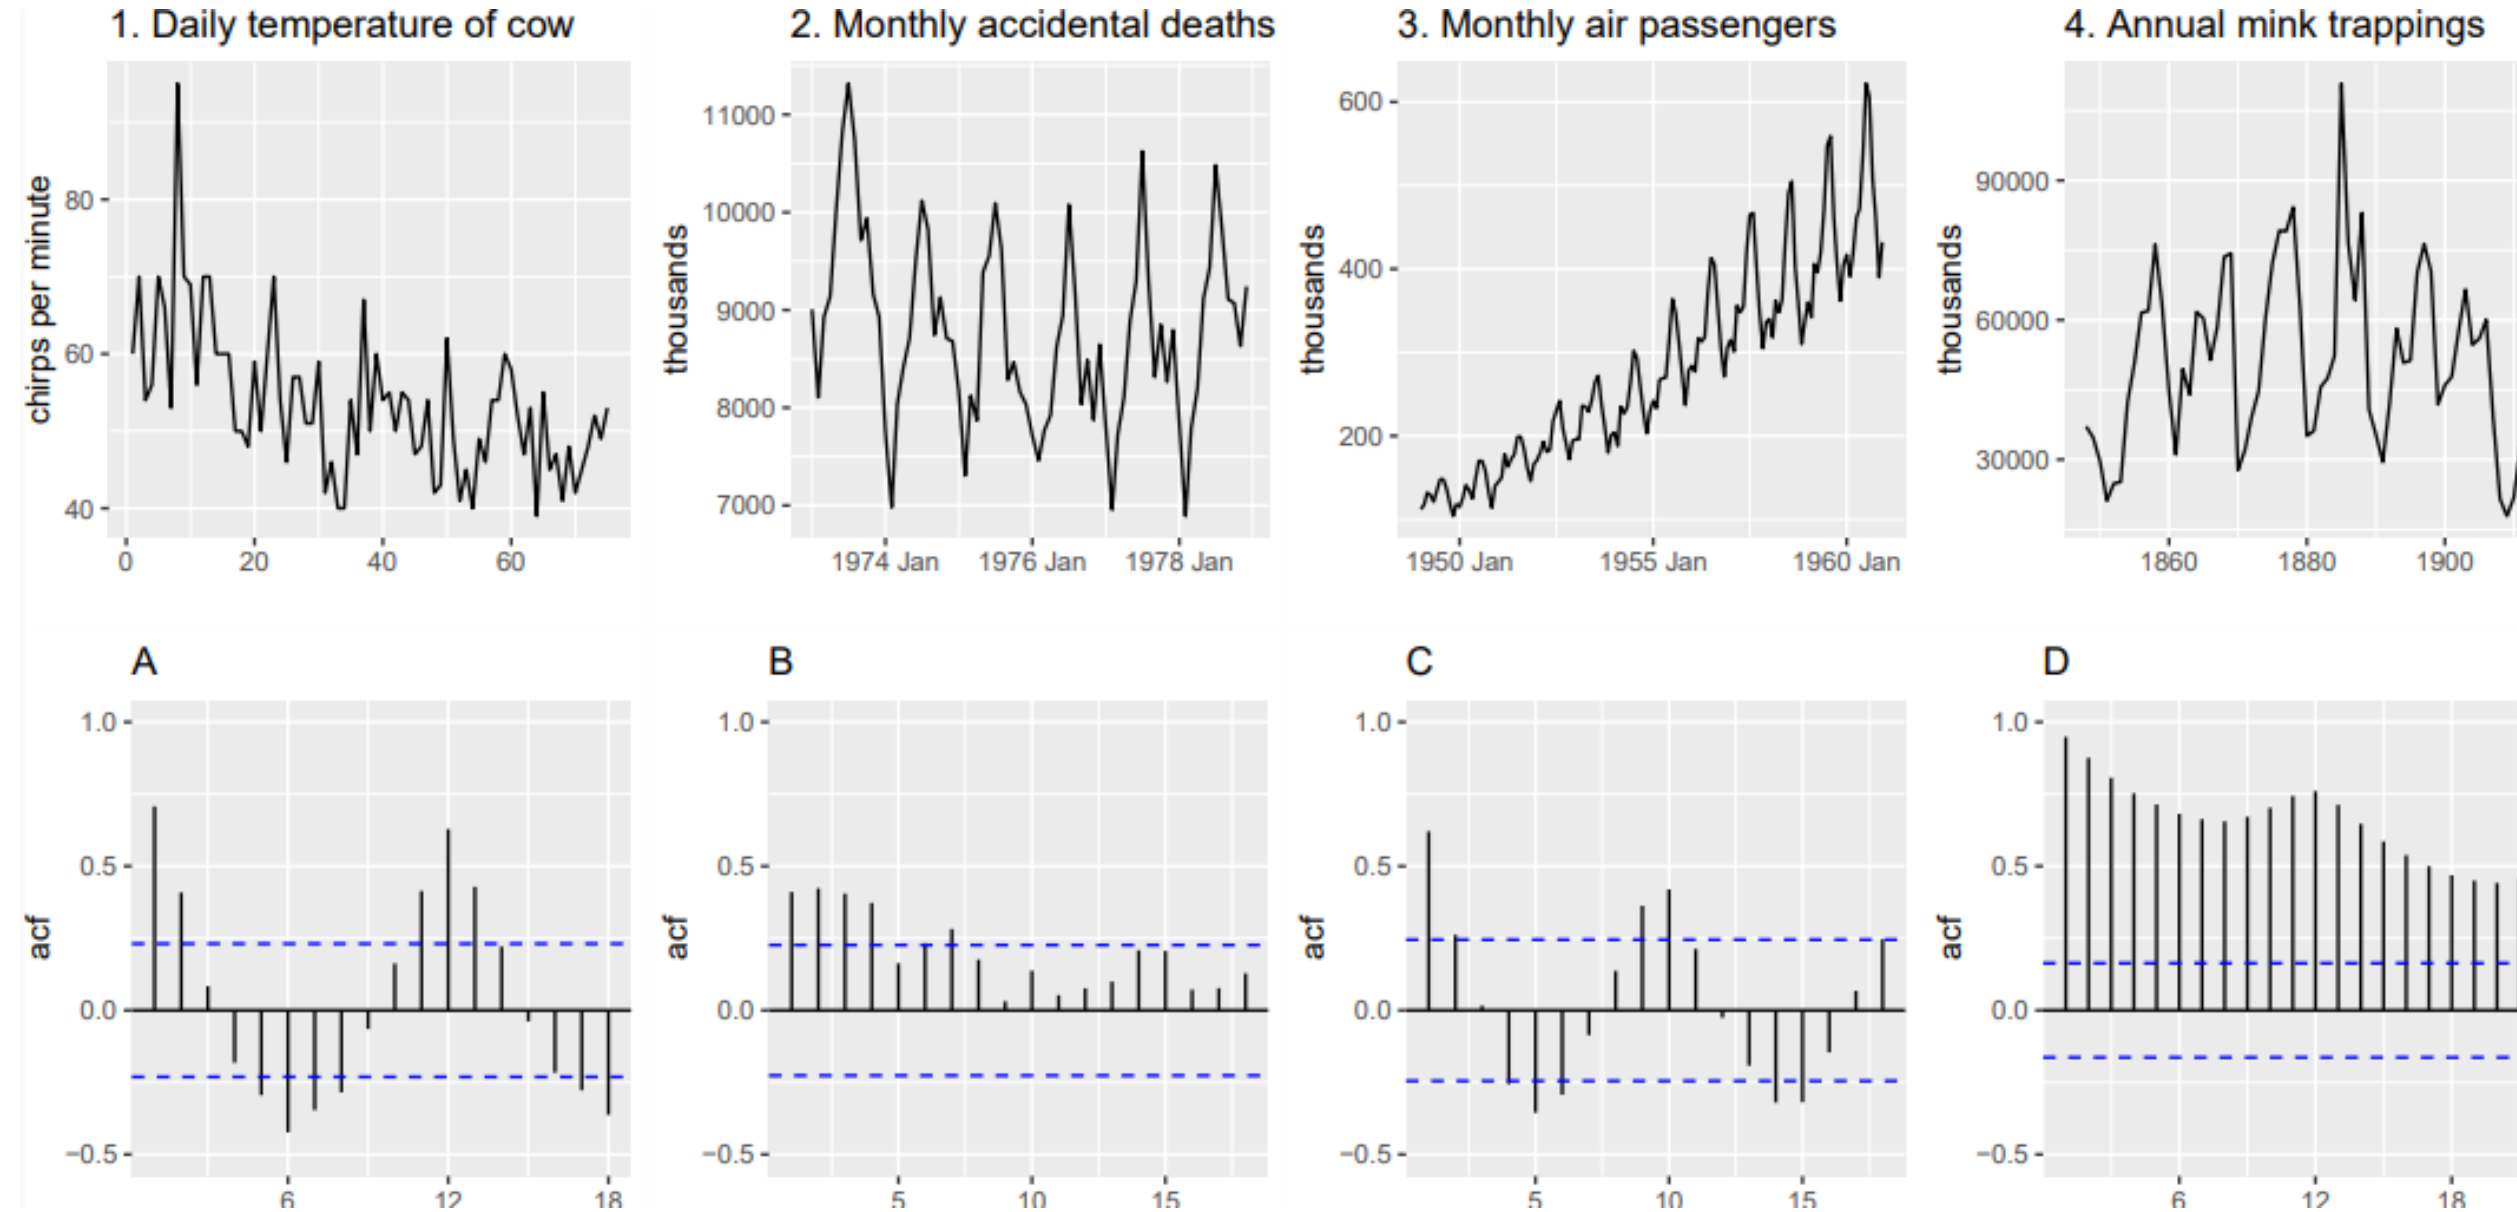 1. Daily temperature of cow
chirps per minute
80
60
40
0 20 40 60
2. Monthly accidental deaths
thousands
11000
10000
9000
8000
7000
1974 Jan 1976 Jan 1978 Jan
3. Monthly air passengers
thousands
600
400
200
1950 Jan 1955 Jan 1960 Jan
4. Annual mink trappings
thousands
90000
60000
30000
1860 1880 1900
A
acf
1.0
0.5
0.0
−0.5
6 12 18
B
acf
1.0
0.5
0.0
−0.5
5 10 15
C
acf
1.0
0.5
0.0
−0.5
5 10 15
D
acf
1.0
0.5
0.0
−0.5
6 12 18